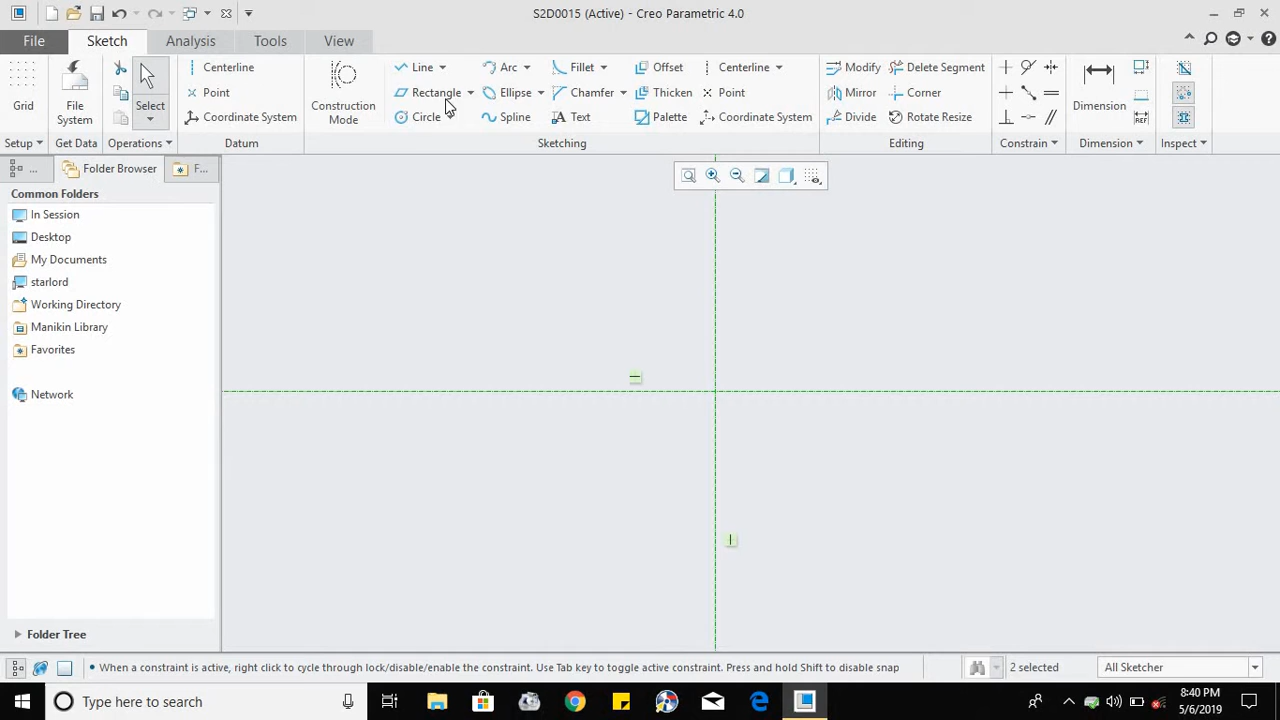 S2D0015 (Active) - Creo Parametric 4.0
File Sketch Analysis Tools View
Grid
File System
Select
Centerline
Point
Coordinate System
Construction Mode
Line Arc Fillet Offset Centerline
Rectangle Ellipse Chamfer Thicken Point
Circle Spline Text Palette Coordinate System
Modify Delete Segment
Mirror Corner
Divide Rotate Resize
Dimension
Setup Get Data Operations Datum Sketching Editing Constrain Dimension Inspect
... Folder Browser F...
Common Folders
In Session
Desktop
My Documents
starlord
Working Directory
Manikin Library
Favorites
Network
Folder Tree
• When a constraint is active, right click to cycle through lock/disable/enable the constraint. Use Tab key to toggle active constraint. Press and hold Shift to disable snap
2 selected
All Sketcher
Type here to search
8:40 PM
5/6/2019